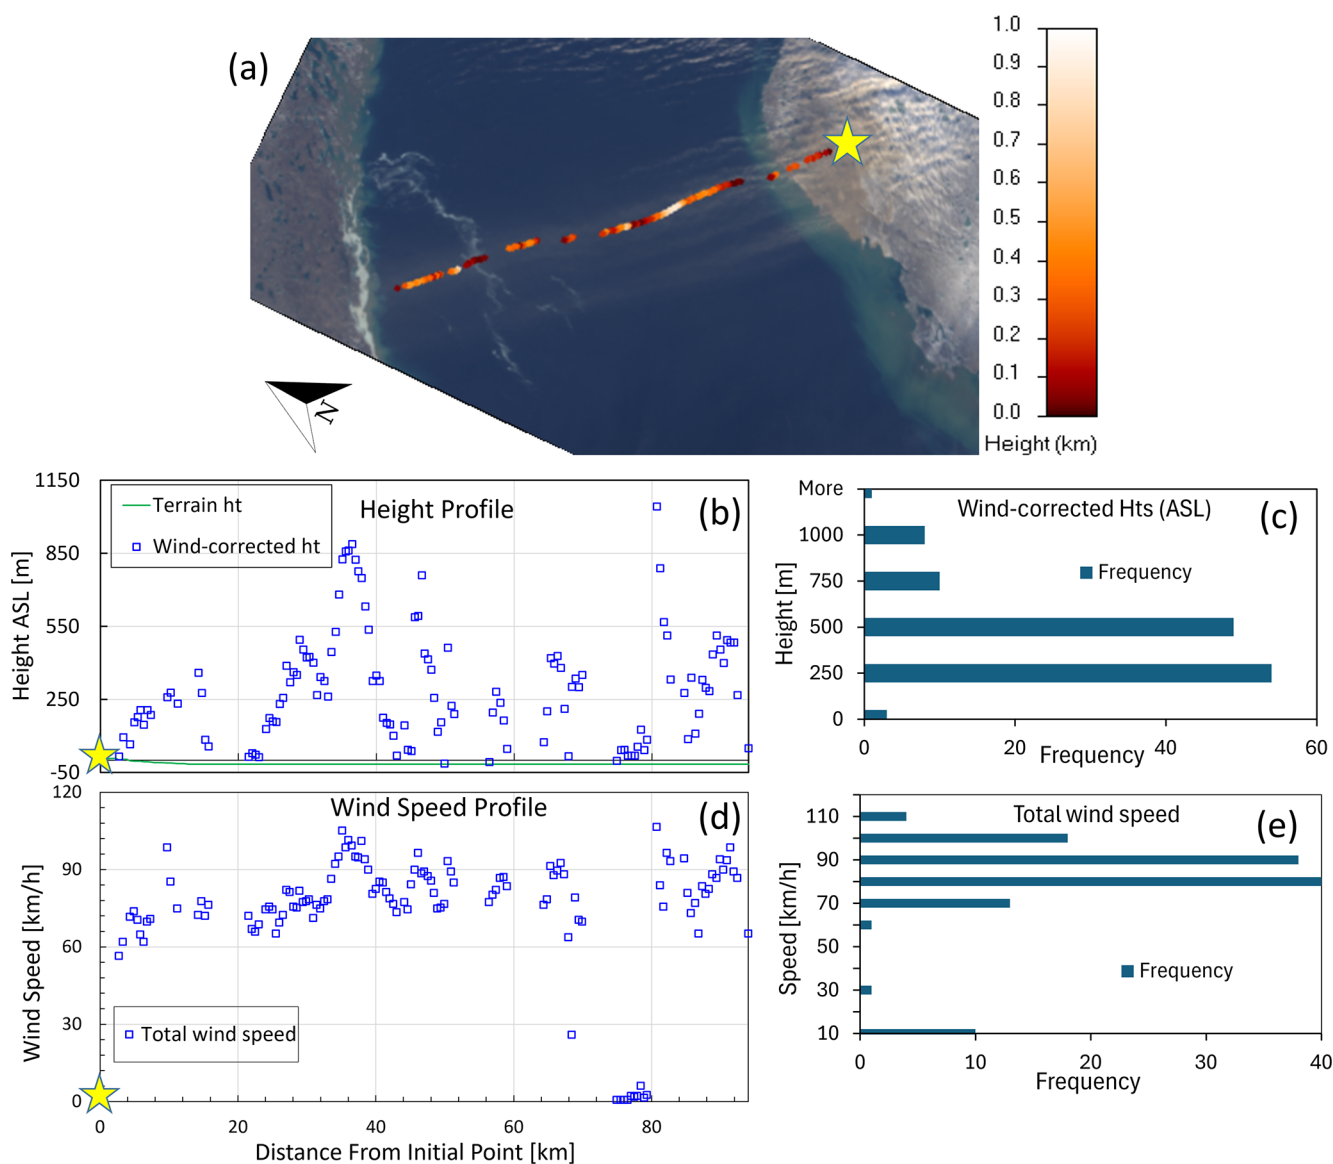 (a)
1.0
0.9
0.8
0.7
0.6
0.5
0.4
0.3
0.2
0.1
0.0
Height (km)
N
Height Profile
(b)
Terrain ht
Wind-corrected ht
Height ASL [m]
1150
850
550
250
-50
Wind-corrected Hts (ASL)
(c)
Frequency
Height [m]
More
1000
750
500
250
0
0 20 40 60
Frequency
Wind Speed Profile
(d)
Total wind speed
Wind Speed [km/h]
120
90
60
30
0
0 20 40 60 80
Distance From Initial Point [km]
Total wind speed
(e)
Frequency
Speed [km/h]
110
90
70
50
30
10
0 10 20 30 40
Frequency